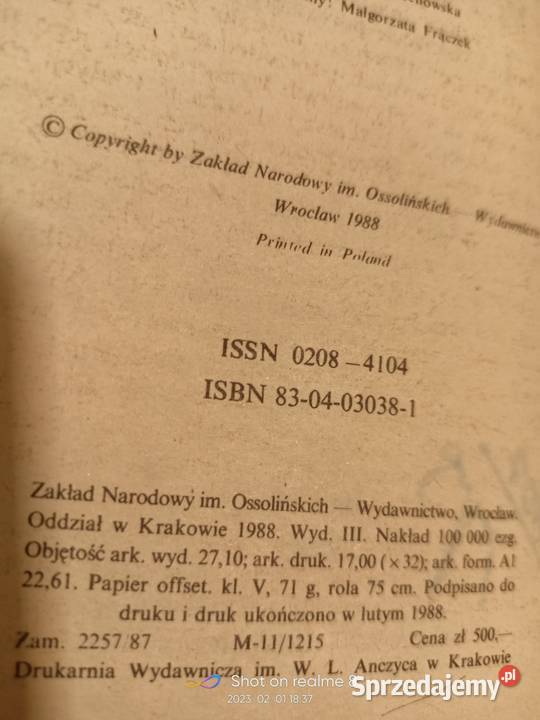 Małgorzata Frączek
© Copyright by Zakład Narodowy im. Ossolińskich — Wydawnictwo
Wrocław 1988
Printed in Poland
ISSN 0208–4104
ISBN 83-04-03038-1
Zakład Narodowy im. Ossolińskich — Wydawnictwo, Wrocław.
Oddział w Krakowie 1988. Wyd. III. Nakład 100 000 egz.
Objętość ark. wyd. 27,10; ark. druk. 17,00 (×32); ark. form. A1
22,61. Papier offset. kl. V, 71 g, rola 75 cm. Podpisano do
druku i druk ukończono w lutym 1988.
Zam. 2257/87 M-11/1215 Cena zł 500,—
Drukarnia Wydawnicza im. W. L. Anczyca w Krakowie
Shot on realme 8
2023.02.01 18:37
Sprzedajemy.pl